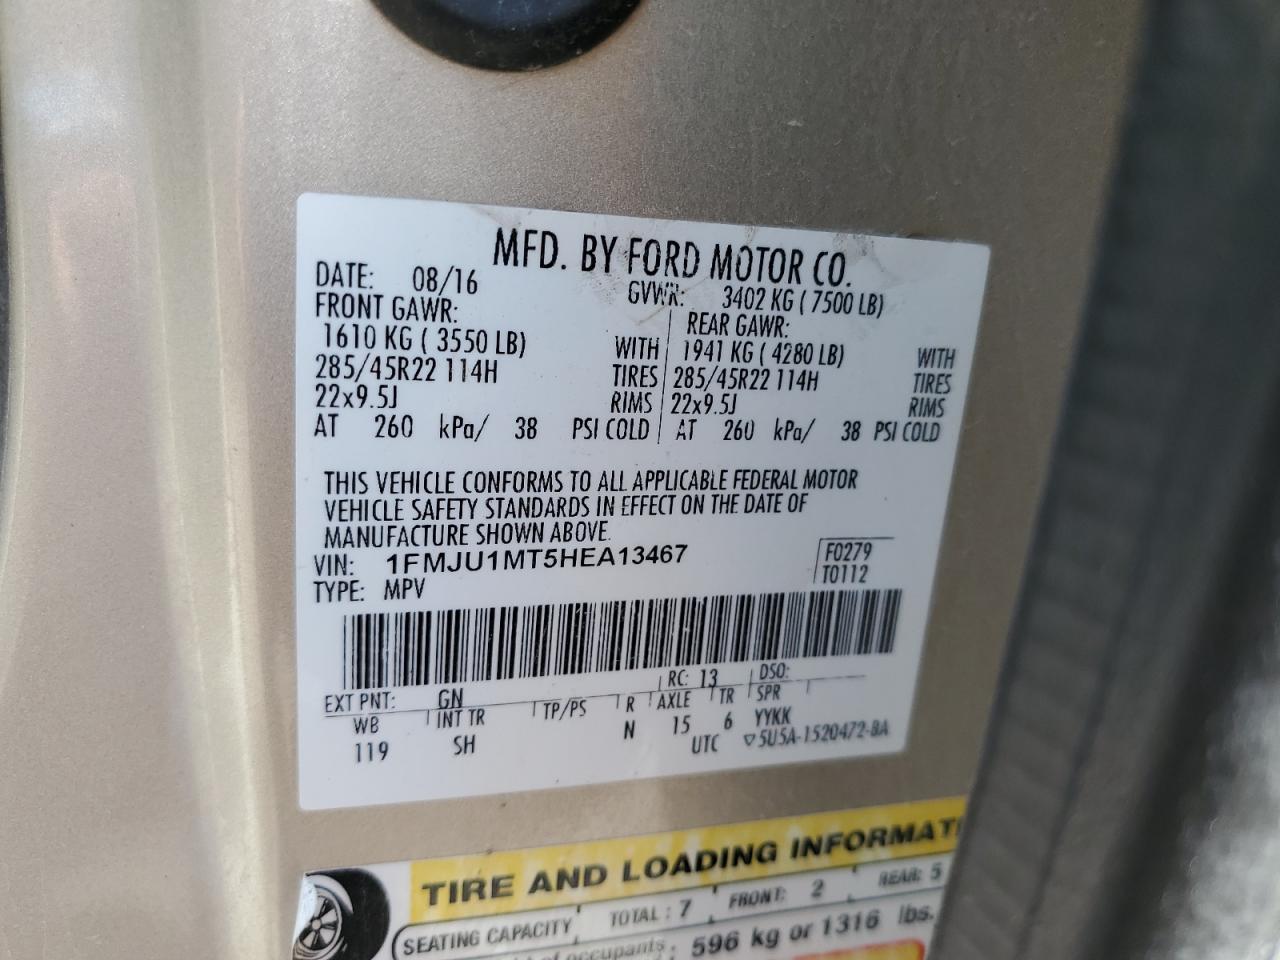 MFD. BY FORD MOTOR CO.
DATE: 08/16 GVWR: 3402 KG ( 7500 LB)
FRONT GAWR: REAR GAWR:
1610 KG ( 3550 LB) WITH 1941 KG ( 4280 LB) WITH
285/45R22 114H TIRES 285/45R22 114H TIRES
22x9.5J RIMS 22x9.5J RIMS
AT 260 kPa/ 38 PSI COLD AT 260 kPa/ 38 PSI COLD
THIS VEHICLE CONFORMS TO ALL APPLICABLE FEDERAL MOTOR
VEHICLE SAFETY STANDARDS IN EFFECT ON THE DATE OF
MANUFACTURE SHOWN ABOVE.
VIN: 1FMJU1MT5HEA13467 F0279
TYPE: MPV T0112
EXT PNT: GN RC: 13 DSO:
WB INT TR TP/PS R AXLE TR SPR
119 SH N 15 6 YYKK
UTC ▽5U5A-1520472-BA
TIRE AND LOADING INFORMATI
SEATING CAPACITY TOTAL : 7 FRONT: 2 REAR: 5
of occupants 596 kg or 1316 lbs.